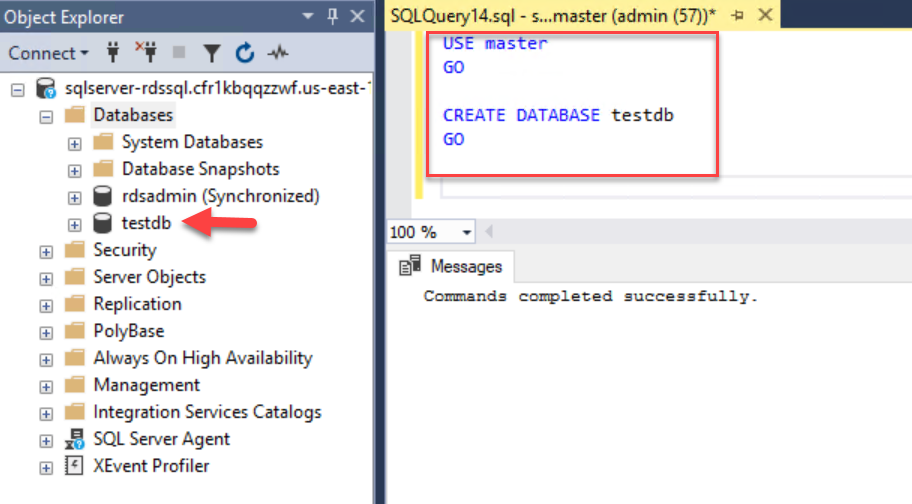 Object Explorer
Connect
sqlserver-rdssql.cfr1kbqqzzwf.us-east-
Databases
System Databases
Database Snapshots
rdsadmin (Synchronized)
testdb
Security
Server Objects
Replication
PolyBase
Always On High Availability
Management
Integration Services Catalogs
SQL Server Agent
XEvent Profiler
SQLQuery14.sql - s...master (admin (57))*
USE master
GO
CREATE DATABASE testdb
GO
100 %
Messages
Commands completed successfully.